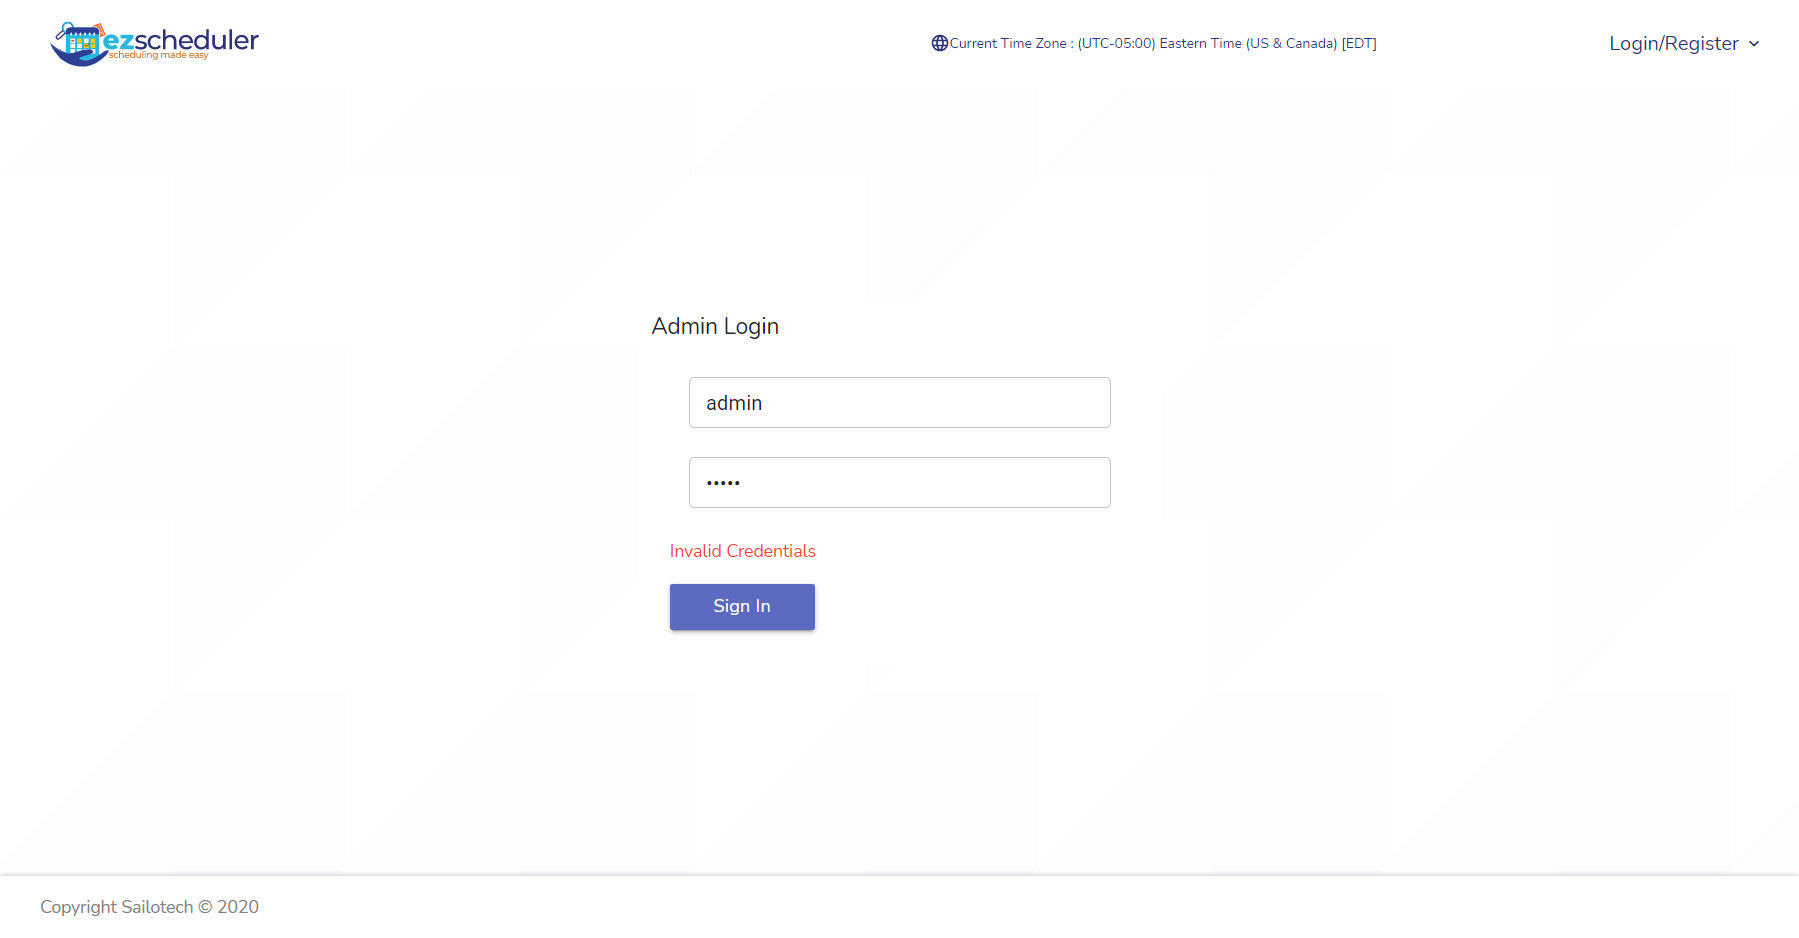 ezscheduler
scheduling made easy
Current Time Zone : (UTC-05:00) Eastern Time (US & Canada) [EDT]
Login/Register
Admin Login
admin
•••••
Invalid Credentials
Sign In
Copyright Sailotech © 2020